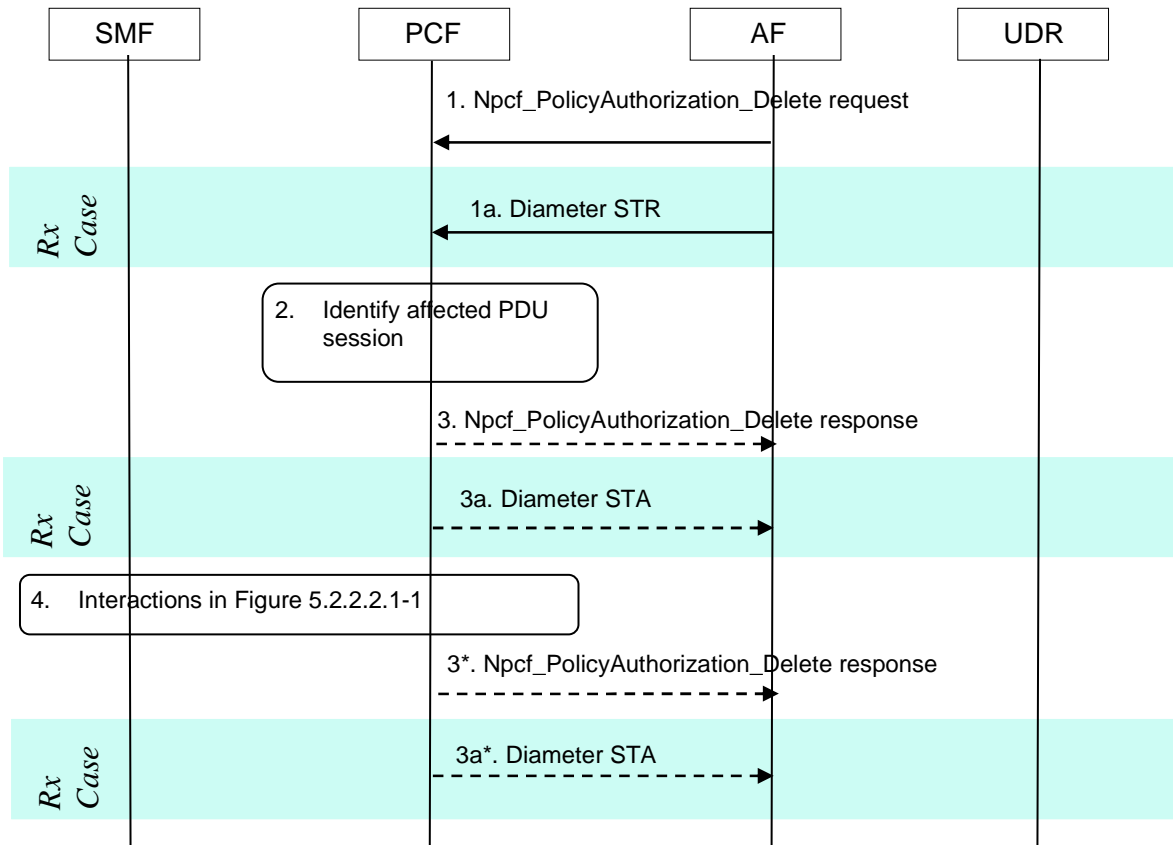 SMF
PCF
AF
UDR
1. Npcf_PolicyAuthorization_Delete request
Rx
Case
1a. Diameter STR
2. Identify affected PDU
session
3. Npcf_PolicyAuthorization_Delete response
Rx
Case
3a. Diameter STA
4. Interactions in Figure 5.2.2.2.1-1
3*. Npcf_PolicyAuthorization_Delete response
Rx
Case
3a*. Diameter STA